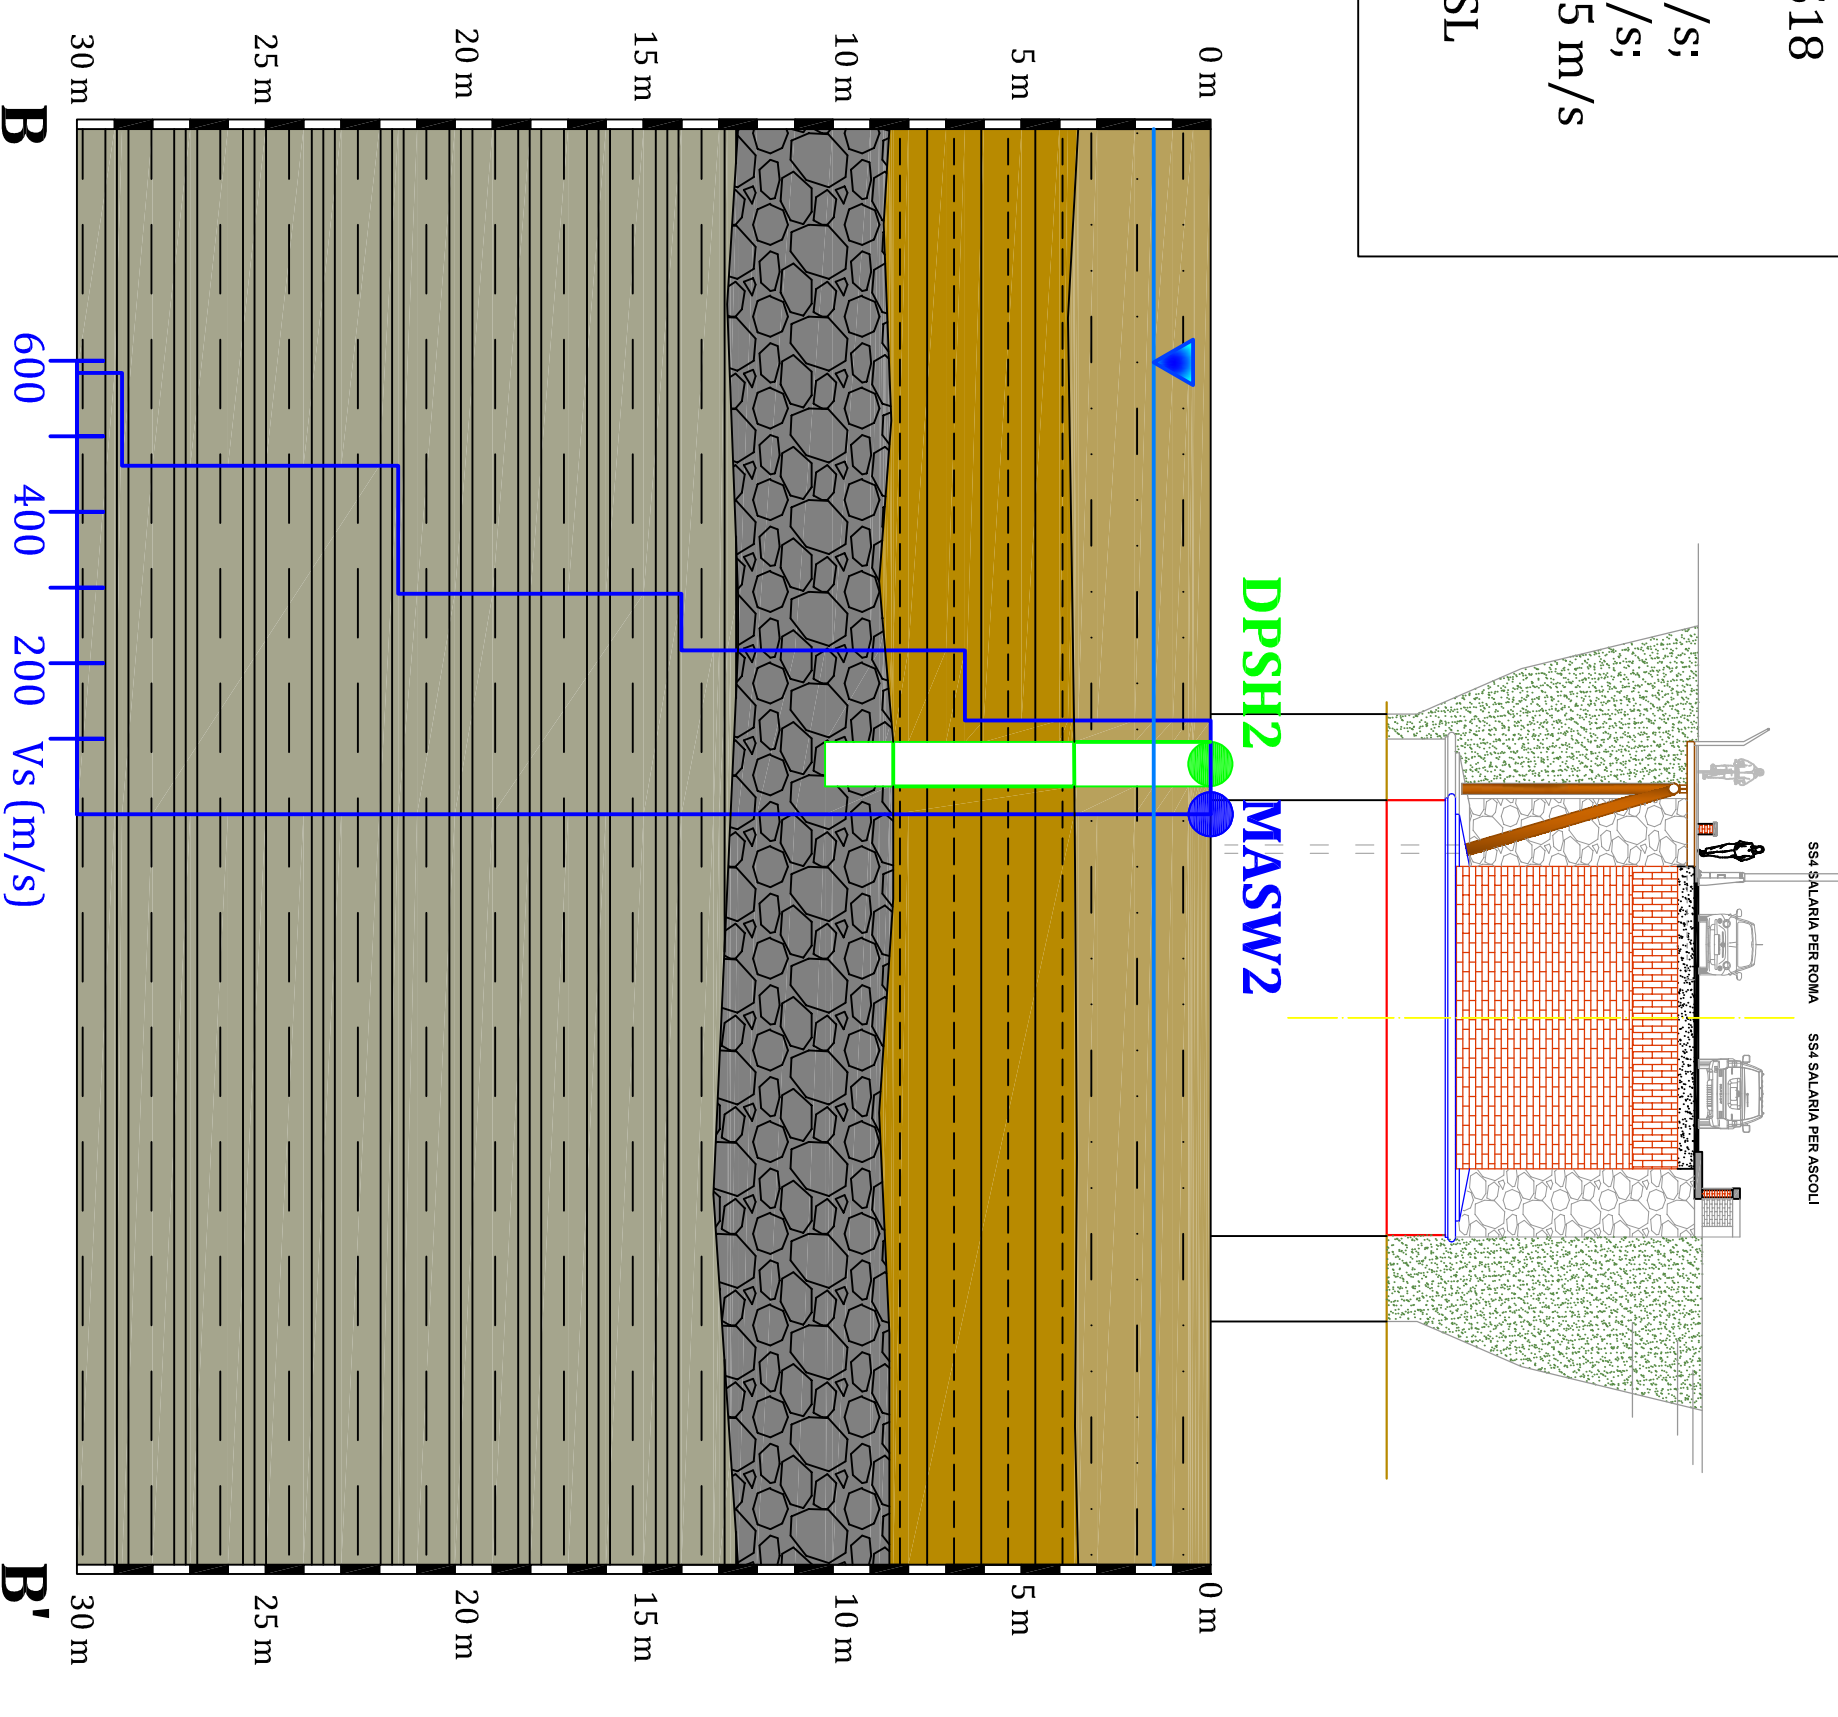 518
/s;
/s;
5 m/s
SL
SS4 SALARIA PER ROMA
SS4 SALARIA PER ASCOLI
DPSH2
MASW2
0 m
5 m
10 m
15 m
20 m
25 m
30 m
0 m
5 m
10 m
15 m
20 m
25 m
30 m
B
B'
600
400
200
Vs (m/s)